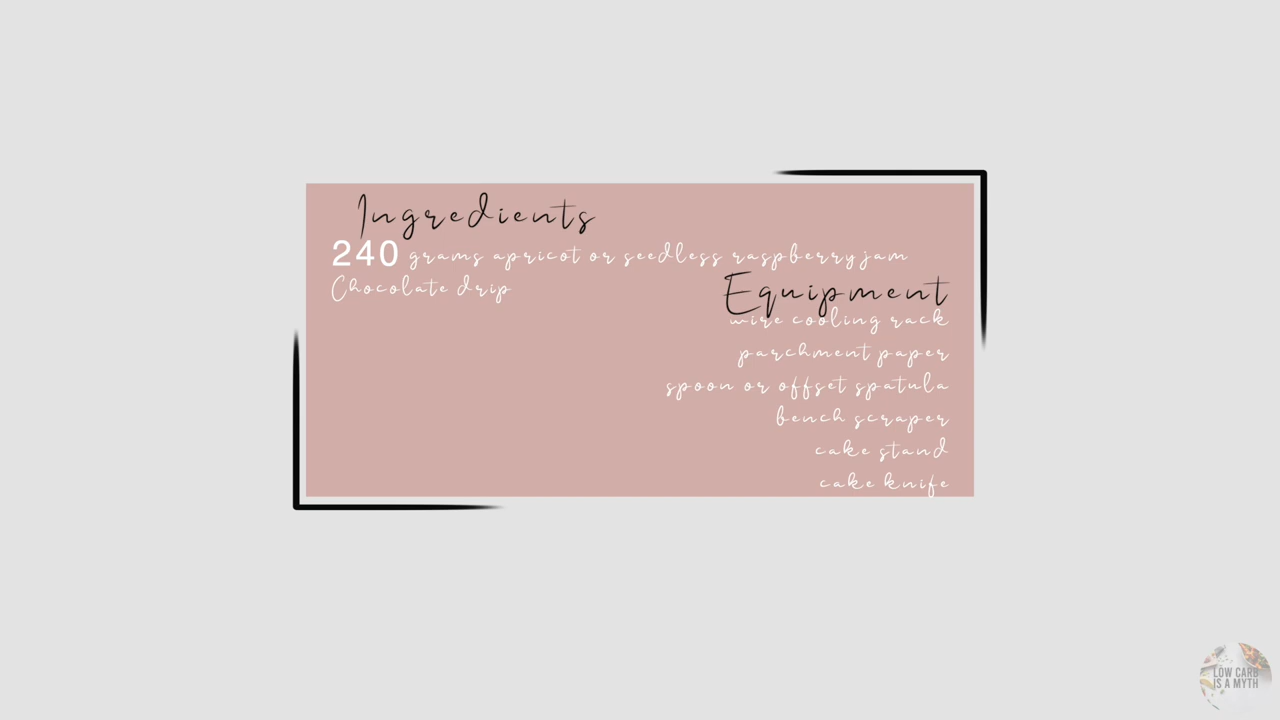 Ingredients
240 grams apricot or seedless raspberry jam
Chocolate drip
Equipment
wire cooling rack
parchment paper
spoon or offset spatula
bench scraper
cake stand
cake knife
LOW CARB
IS A MYTH